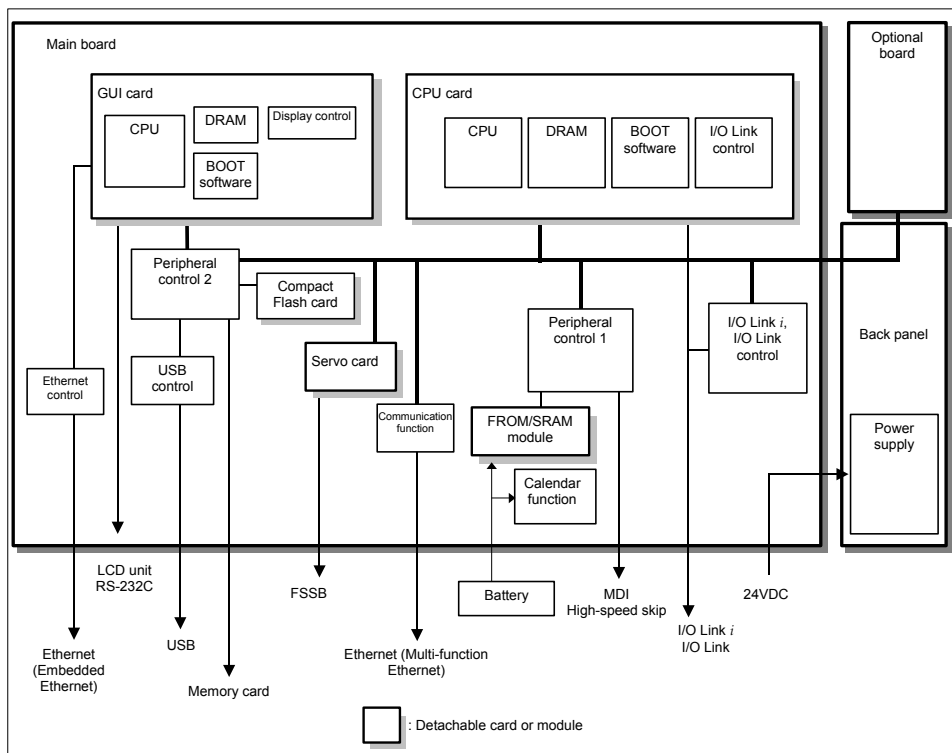 Main board
Optional
board
GUI card
CPU
DRAM
Display control
BOOT
software
CPU card
CPU
DRAM
BOOT
software
I/O Link
control
Peripheral
control 2
Compact
Flash card
Servo card
Peripheral
control 1
I/O Link i,
I/O Link
control
Back panel
Ethernet
control
USB
control
Communication
function
FROM/SRAM
module
Calendar
function
Power
supply
LCD unit
RS-232C
FSSB
Battery
MDI
High-speed skip
24VDC
I/O Link i
I/O Link
Ethernet
(Embedded
Ethernet)
USB
Memory card
Ethernet (Multi-function
Ethernet)
: Detachable card or module